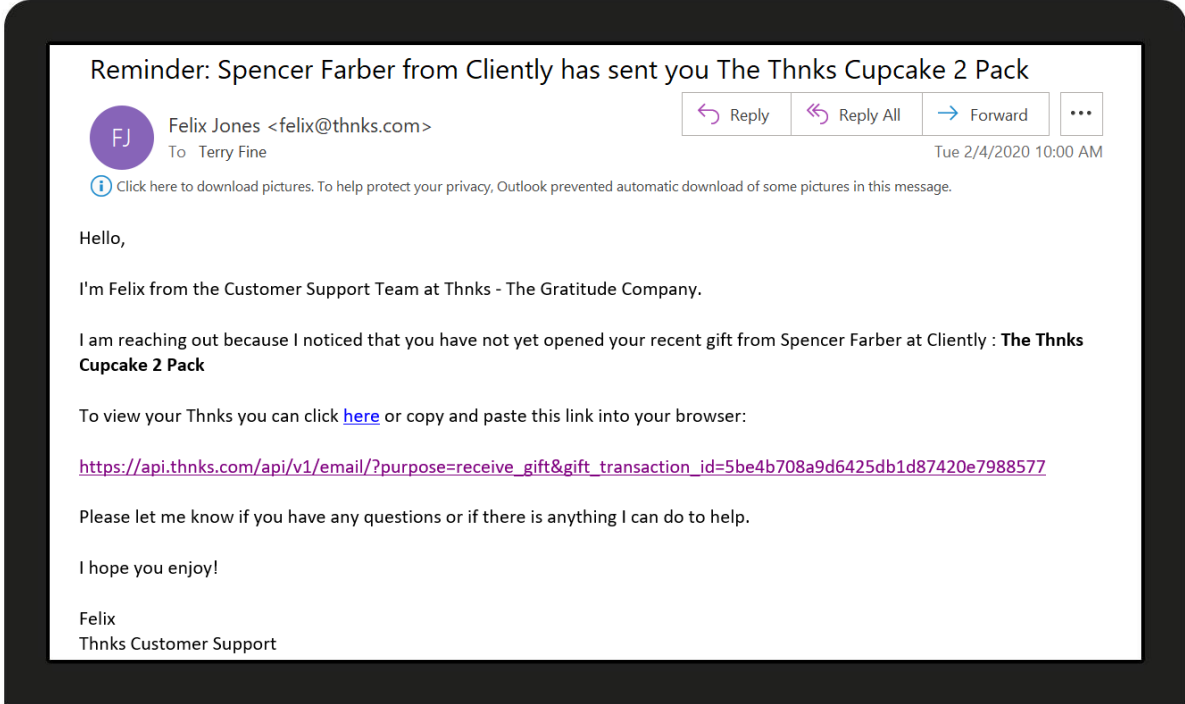 Reminder: Spencer Farber from Cliently has sent you The Thnks Cupcake 2 Pack
FJ
Felix Jones <felix@thnks.com>
To Terry Fine
Reply
Reply All
Forward
Tue 2/4/2020 10:00 AM
Click here to download pictures. To help protect your privacy, Outlook prevented automatic download of some pictures in this message.
Hello,
I'm Felix from the Customer Support Team at Thnks - The Gratitude Company.
I am reaching out because I noticed that you have not yet opened your recent gift from Spencer Farber at Cliently : The Thnks
Cupcake 2 Pack
To view your Thnks you can click here or copy and paste this link into your browser:
https://api.thnks.com/api/v1/email/?purpose=receive_gift&gift_transaction_id=5be4b708a9d6425db1d87420e7988577
Please let me know if you have any questions or if there is anything I can do to help.
I hope you enjoy!
Felix
Thnks Customer Support